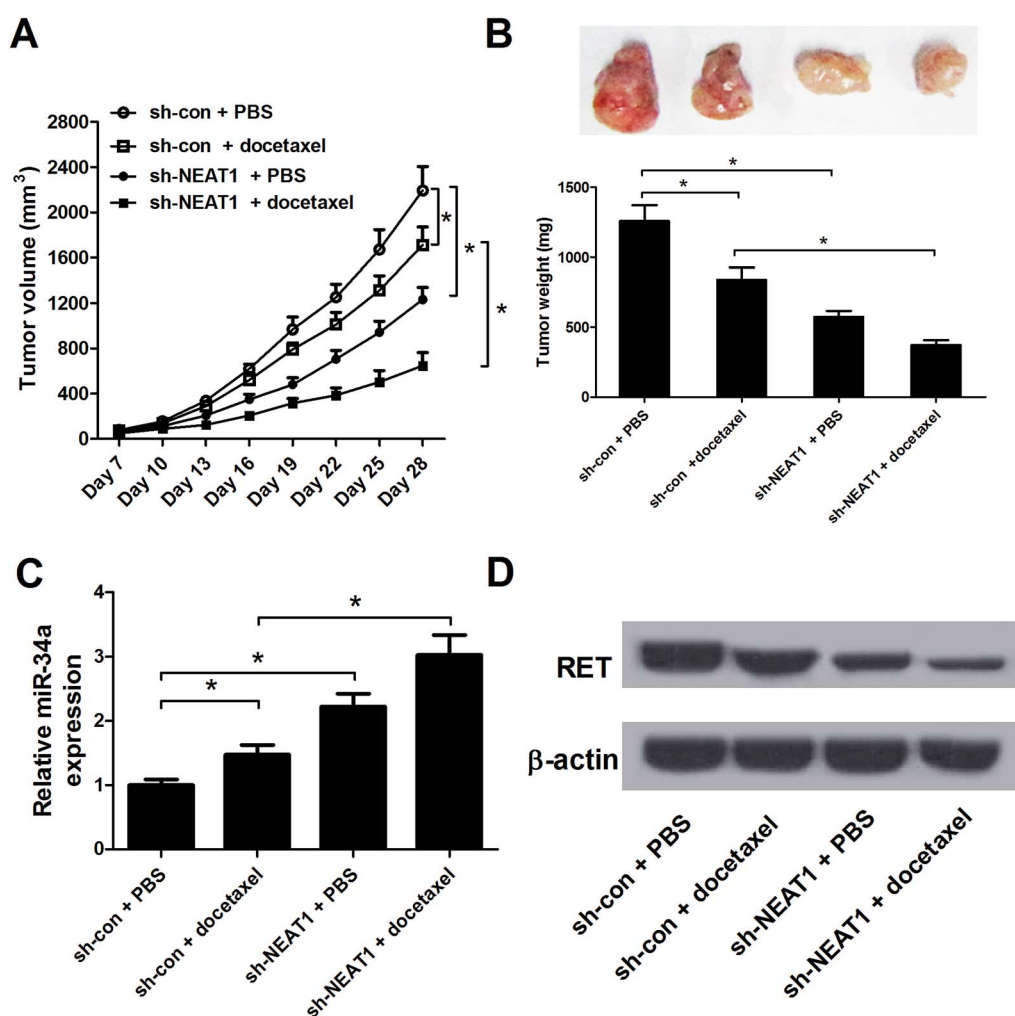 A
sh-con + PBS
sh-con + docetaxel
sh-NEAT1 + PBS
sh-NEAT1 + docetaxel
Tumor volume (mm³)
2800
2400
2000
1600
1200
800
400
0
Day 7
Day 10
Day 13
Day 16
Day 19
Day 22
Day 25
Day 28
*
*
*
B
Tumor weight (mg)
1500
1000
500
0
*
*
*
sh-con + PBS
sh-con +docetaxel
sh-NEAT1 + PBS
sh-NEAT1 + docetaxel
C
Relative miR-34a
expression
4
3
2
1
0
*
*
*
sh-con + PBS
sh-con + docetaxel
sh-NEAT1 + PBS
sh-NEAT1 + docetaxel
D
RET
β-actin
sh-con + PBS
sh-con + docetaxel
sh-NEAT1 + PBS
sh-NEAT1 + docetaxel